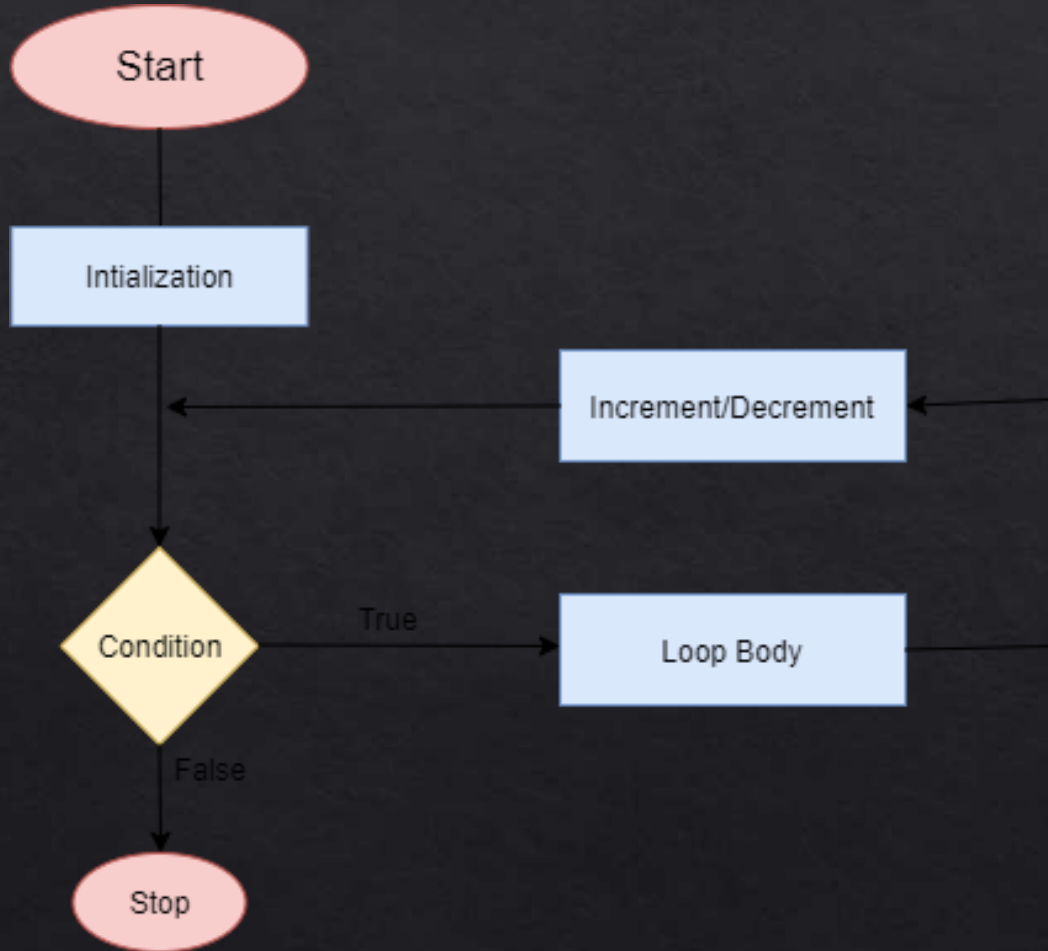 Start
Intialization
Increment/Decrement
Condition
True
Loop Body
False
Stop